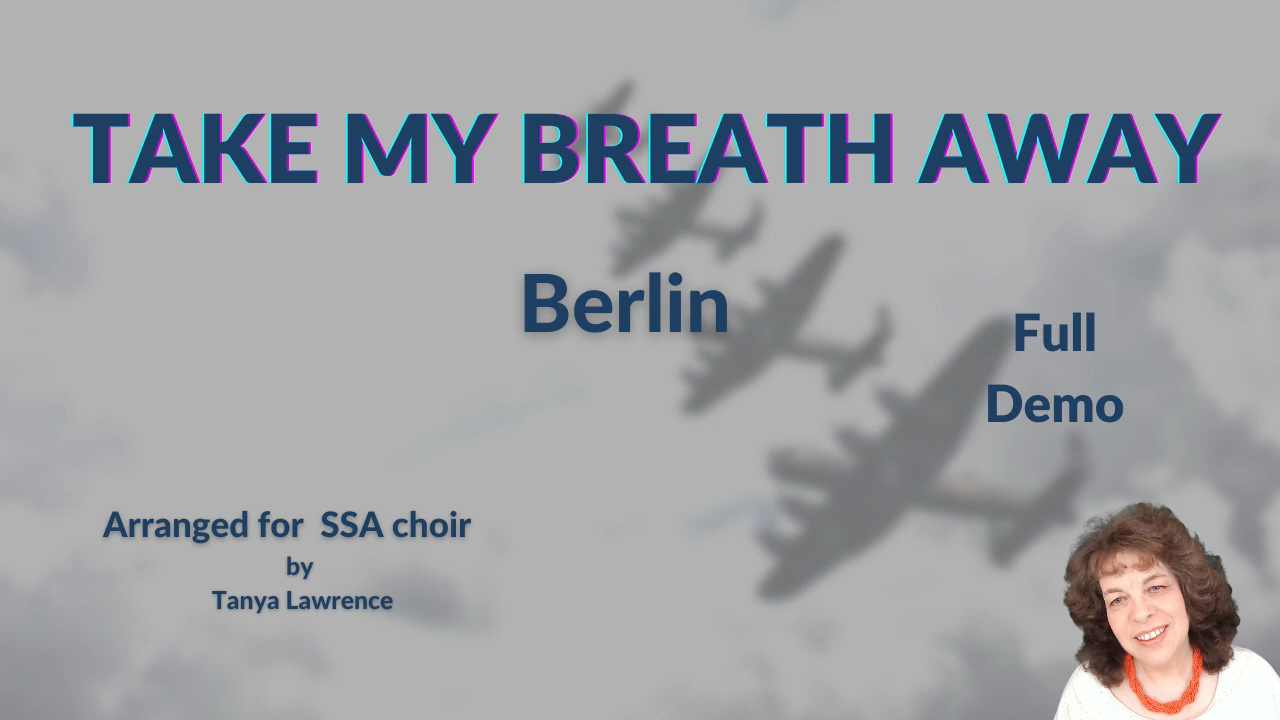 TAKE MY BREATH AWAY
Berlin
Full
Demo
Arranged for  SSA choir
by
Tanya Lawrence